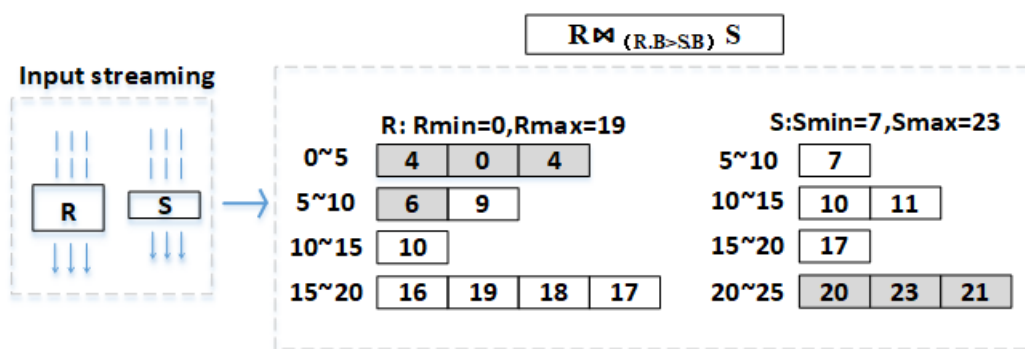 R⋈ (R.B>S.B) S
Input streaming
R
S
R: Rmin=0,Rmax=19
0~5 4 0 4
5~10 6 9
10~15 10
15~20 16 19 18 17
S:Smin=7,Smax=23
5~10 7
10~15 10 11
15~20 17
20~25 20 23 21